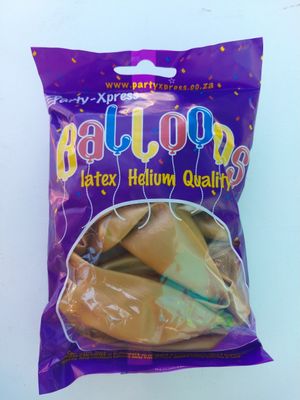 www.partyxpress.co.za
Party-Xpress
Balloons
latex Helium Quality